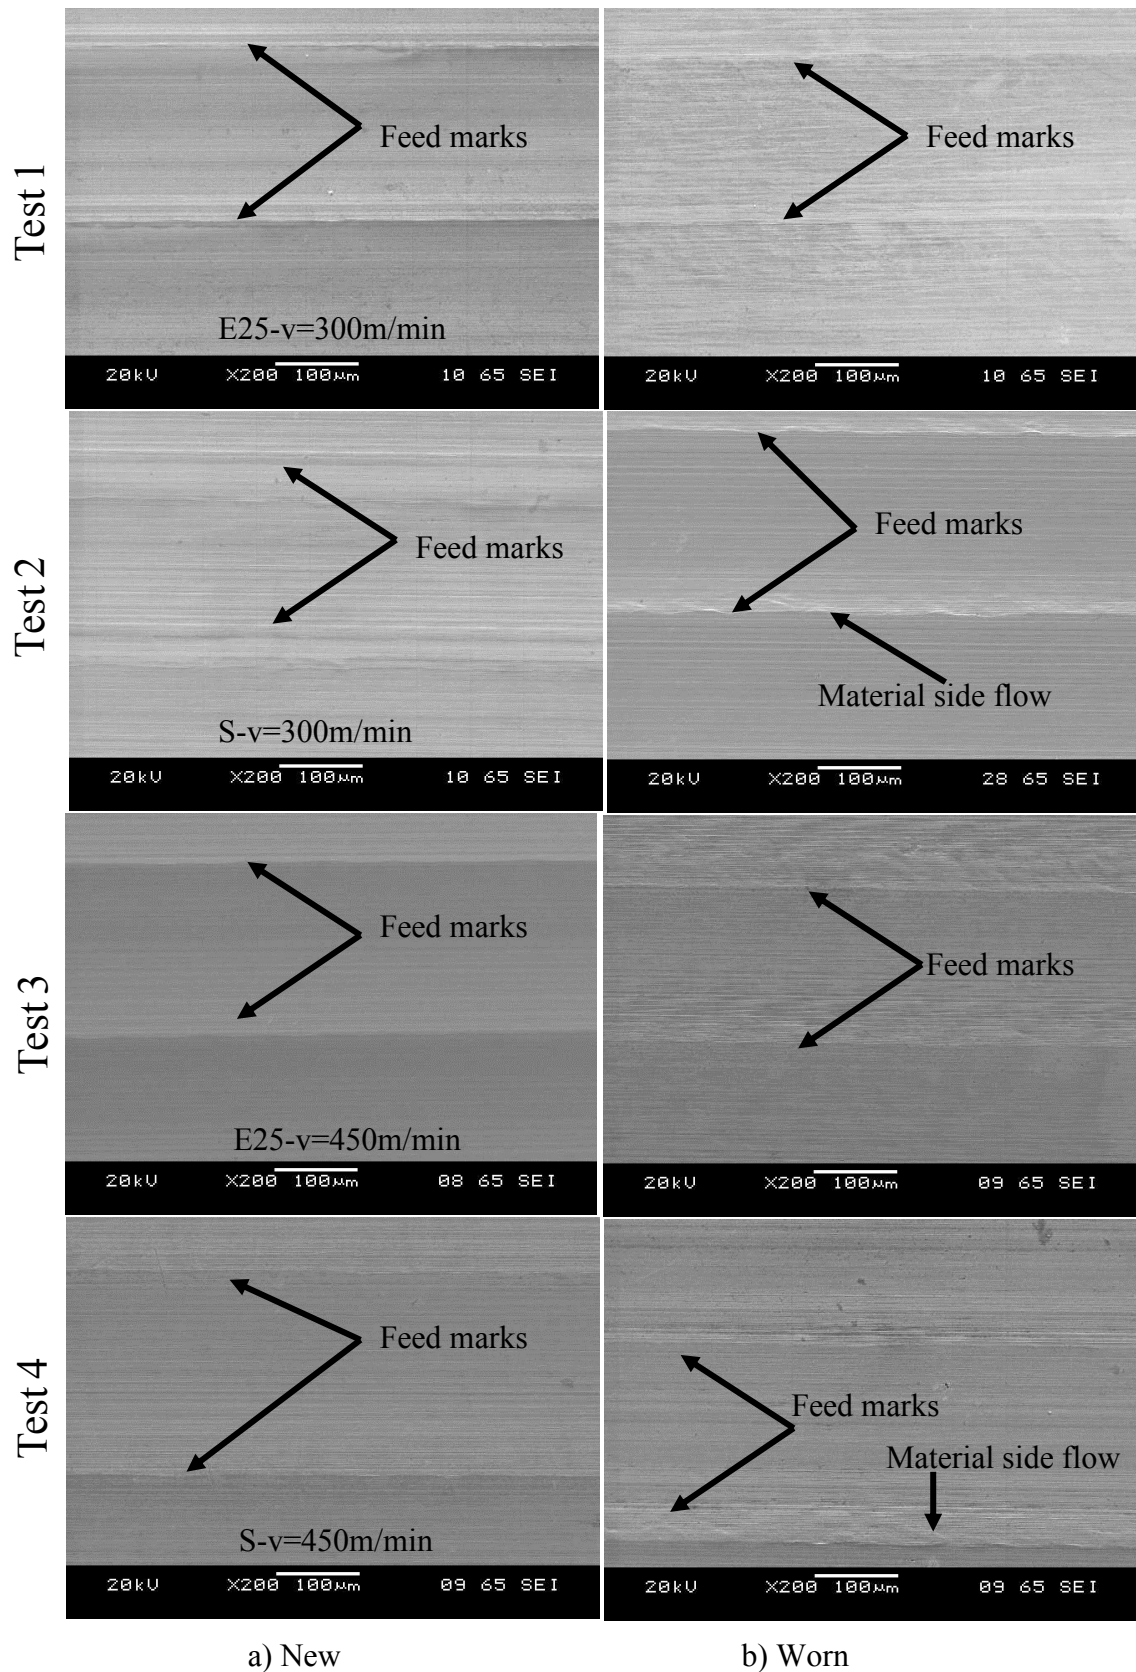 Test 1
Feed marks
E25-v=300m/min
20kV X200 100µm 10 65 SEI
Feed marks
20kV X200 100µm 10 65 SEI
Test 2
Feed marks
S-v=300m/min
20kV X200 100µm 10 65 SEI
Feed marks
Material side flow
20kV X200 100µm 28 65 SEI
Test 3
Feed marks
E25-v=450m/min
20kV X200 100µm 08 65 SEI
Feed marks
20kV X200 100µm 09 65 SEI
Test 4
Feed marks
S-v=450m/min
20kV X200 100µm 09 65 SEI
Feed marks
Material side flow
20kV X200 100µm 09 65 SEI
a) New
b) Worn